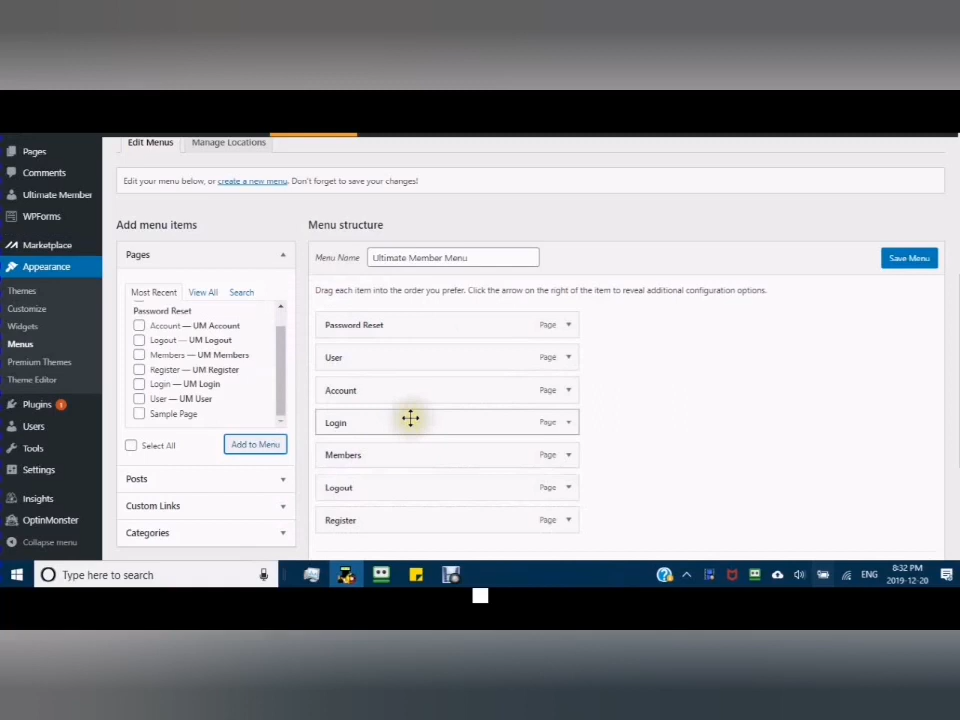 Pages
Comments
Ultimate Member
WPForms
Marketplace
Appearance
Themes
Customize
Widgets
Menus
Premium Themes
Theme Editor
Plugins 1
Users
Tools
Settings
Insights
OptinMonster
Collapse menu
Edit Menus Manage Locations
Edit your menu below, or create a new menu. Don't forget to save your changes!
Add menu items
Pages
Most Recent View All Search
Password Reset
Account — UM Account
Logout — UM Logout
Members — UM Members
Register — UM Register
Login — UM Login
User — UM User
Sample Page
Select All Add to Menu
Posts
Custom Links
Categories
Menu structure
Menu Name Ultimate Member Menu Save Menu
Drag each item into the order you prefer. Click the arrow on the right of the item to reveal additional configuration options.
Password Reset Page
User Page
Account Page
Login Page
Members Page
Logout Page
Register Page
Type here to search
ENG
8:32 PM
2019-12-20